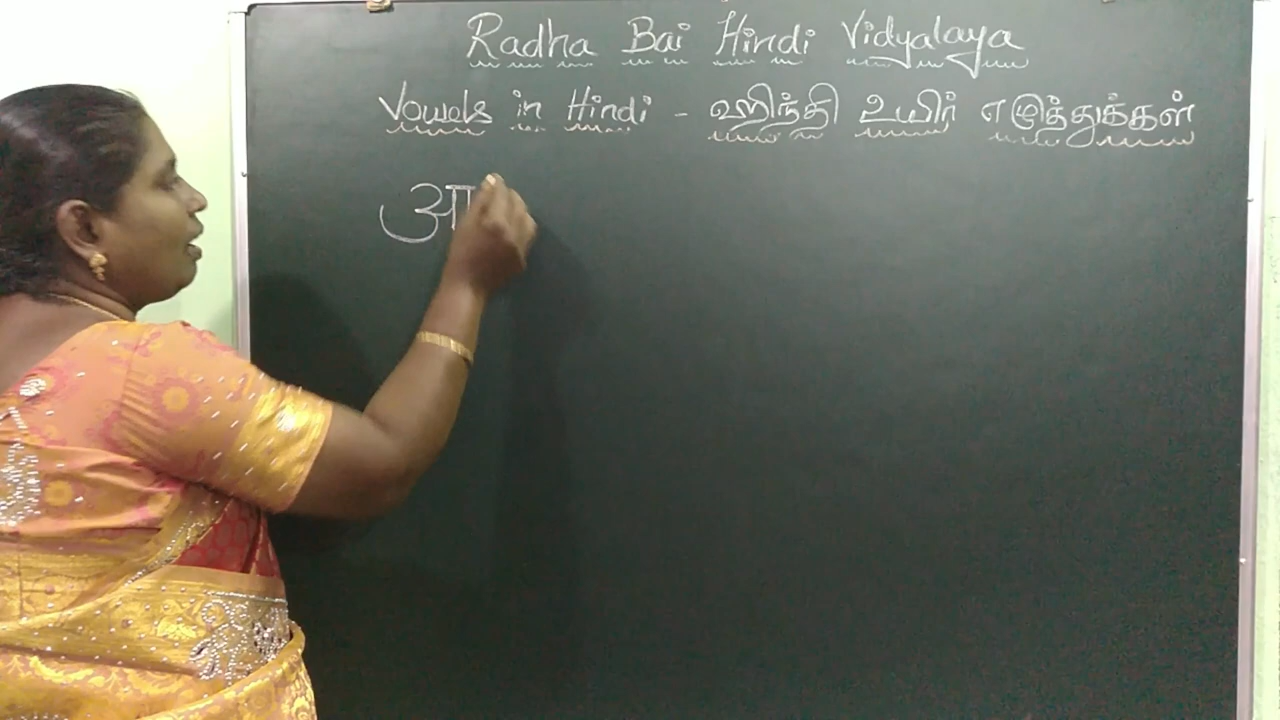 Radha Bai Hindi Vidyalaya
Vowels in Hindi - ஹிந்தி உயிர் எழுத்துக்கள்
आ